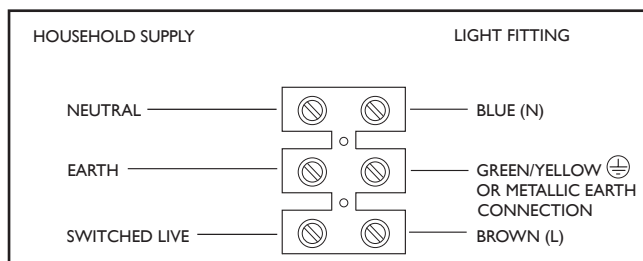 HOUSEHOLD SUPPLY
LIGHT FITTING
NEUTRAL
BLUE (N)
EARTH
GREEN/YELLOW
OR METALLIC EARTH
CONNECTION
SWITCHED LIVE
BROWN (L)